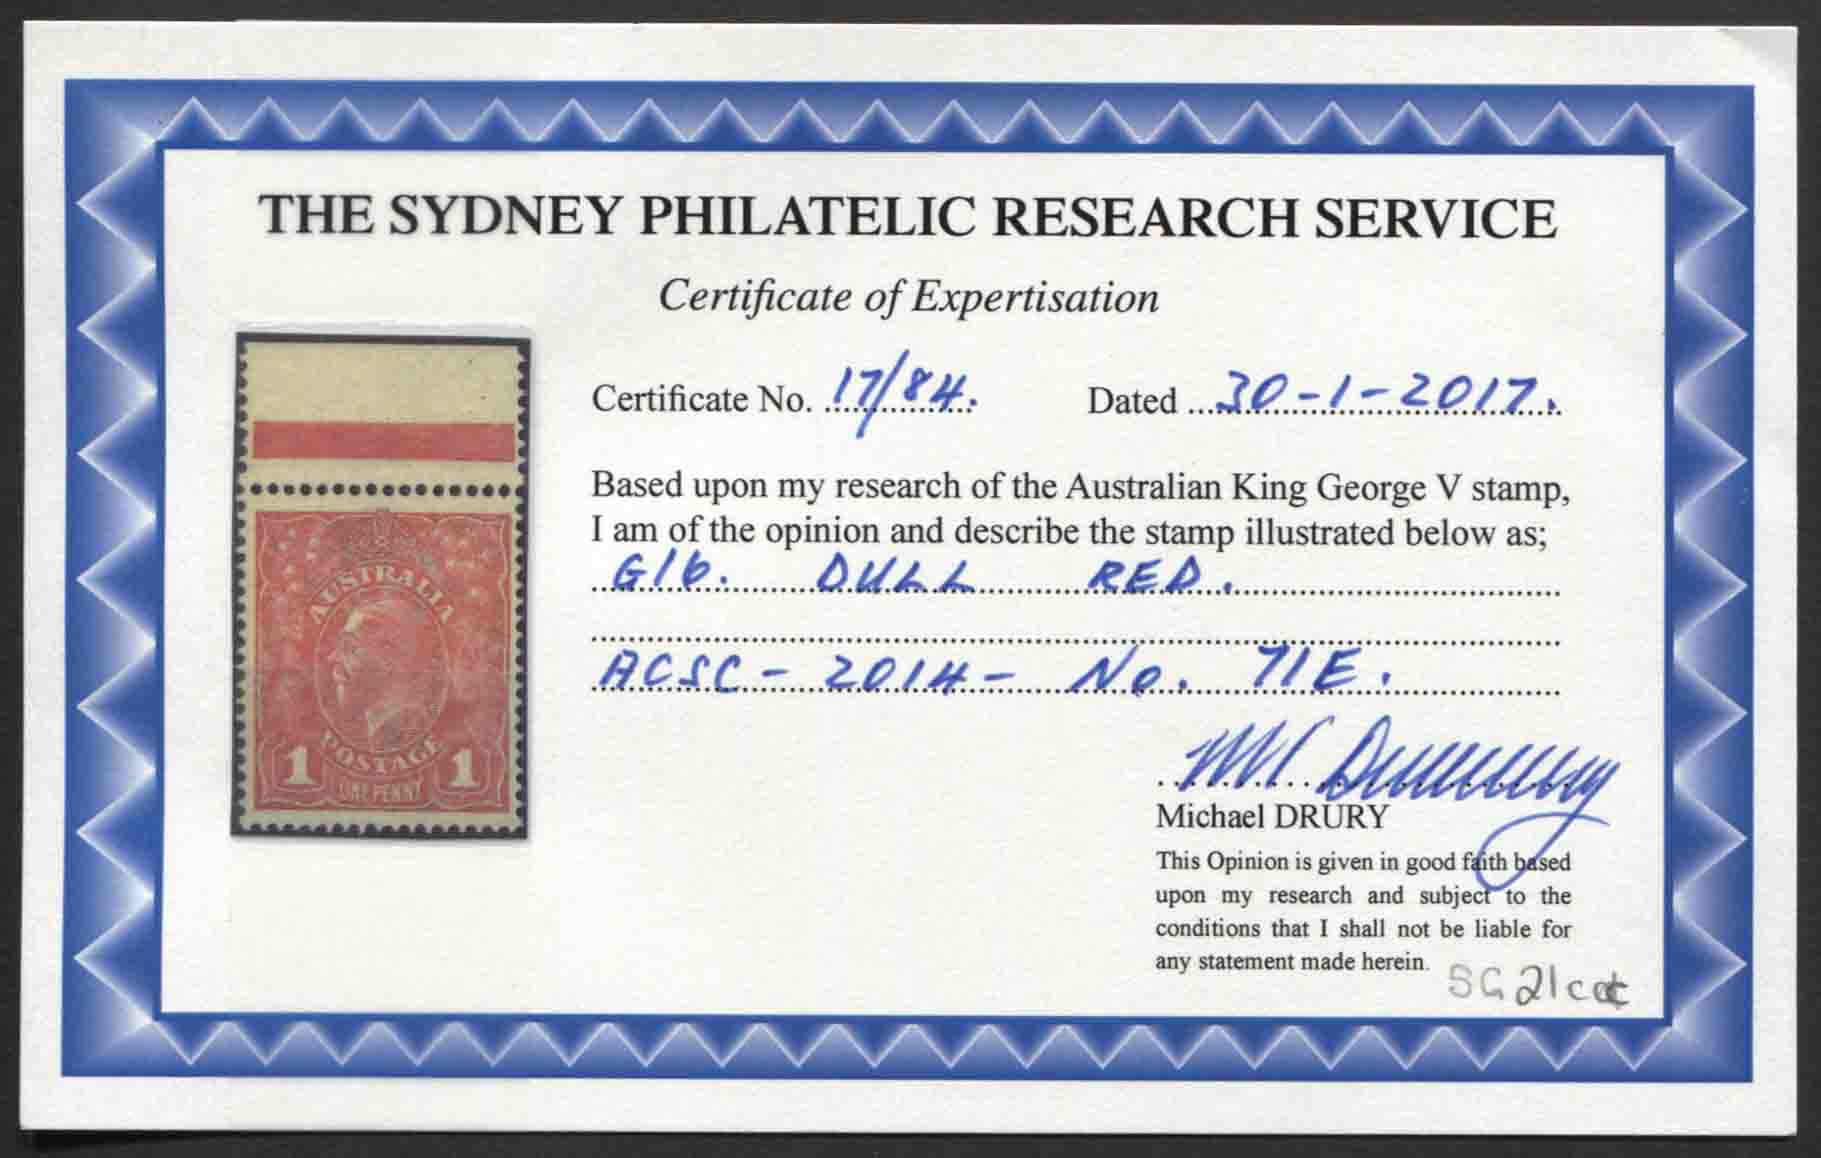 THE SYDNEY PHILATELIC RESEARCH SERVICE
Certificate of Expertisation
Certificate No. 17/84. Dated 30-1-2017.
Based upon my research of the Australian King George V stamp,
I am of the opinion and describe the stamp illustrated below as;
G16. DULL RED.
ACSC - 2014 - No. 71E.
AUSTRALIA
POSTAGE
1 ONE PENNY 1
Michael DRURY
This Opinion is given in good faith based
upon my research and subject to the
conditions that I shall not be liable for
any statement made herein.
SG